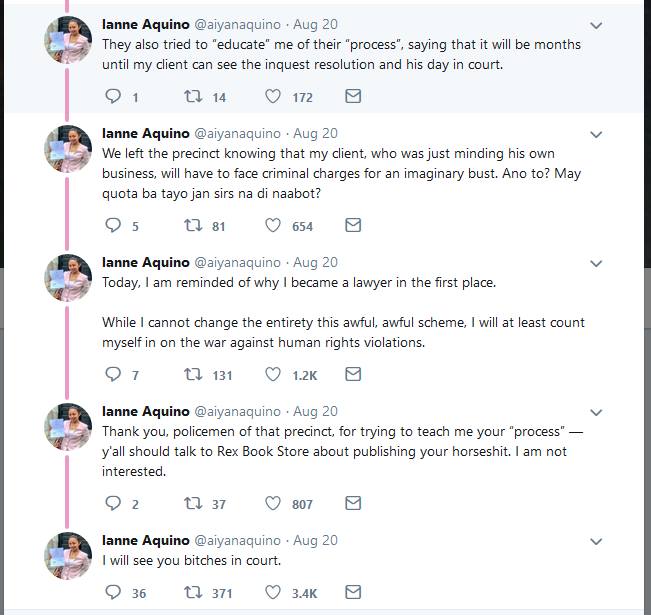 Ianne Aquino @aiyanaquino · Aug 20
They also tried to “educate” me of their “process”, saying that it will be months
until my client can see the inquest resolution and his day in court.
1 14 172
Ianne Aquino @aiyanaquino · Aug 20
We left the precinct knowing that my client, who was just minding his own
business, will have to face criminal charges for an imaginary bust. Ano to? May
quota ba tayo jan sirs na di naabot?
5 81 654
Ianne Aquino @aiyanaquino · Aug 20
Today, I am reminded of why I became a lawyer in the first place.
While I cannot change the entirety this awful, awful scheme, I will at least count
myself in on the war against human rights violations.
7 131 1.2K
Ianne Aquino @aiyanaquino · Aug 20
Thank you, policemen of that precinct, for trying to teach me your “process” —
y'all should talk to Rex Book Store about publishing your horseshit. I am not
interested.
2 37 807
Ianne Aquino @aiyanaquino · Aug 20
I will see you bitches in court.
36 371 3.4K